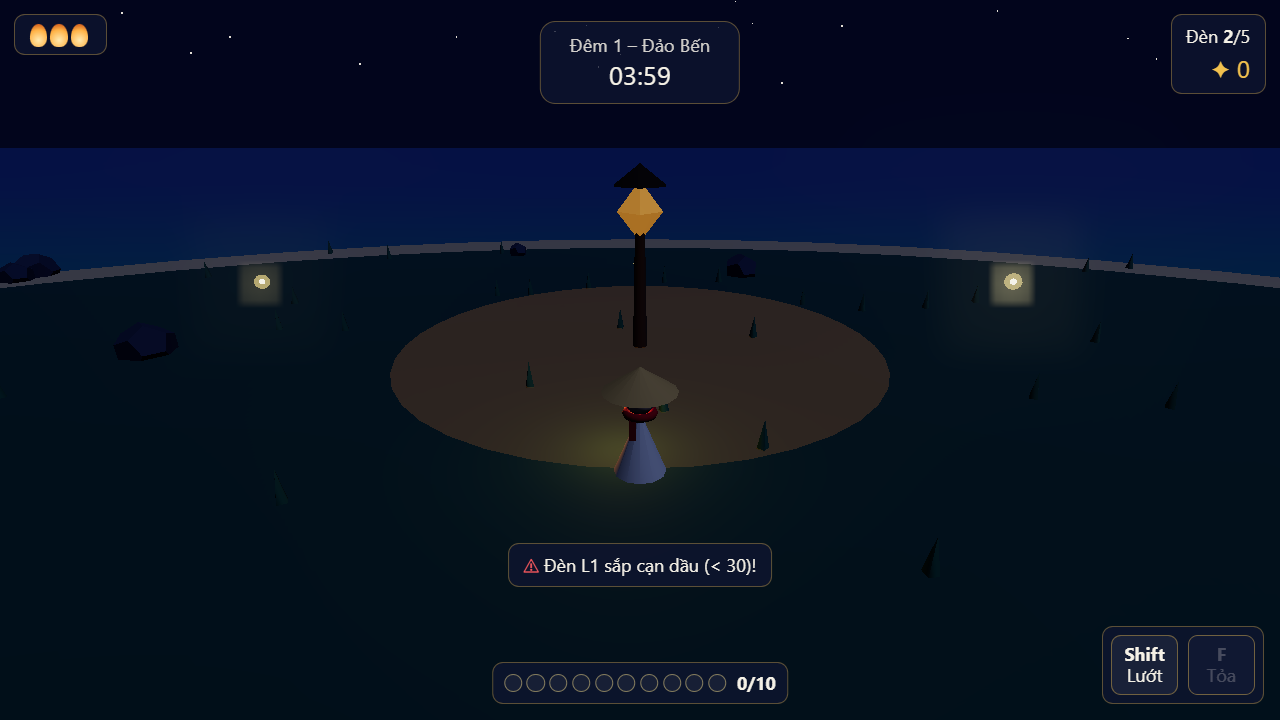 Đêm 1 – Đảo Bến
03:59
Đèn 2/5
✦ 0
⚠ Đèn L1 sắp cạn dầu (< 30)!
0/10
Shift
Lướt
F
Tỏa